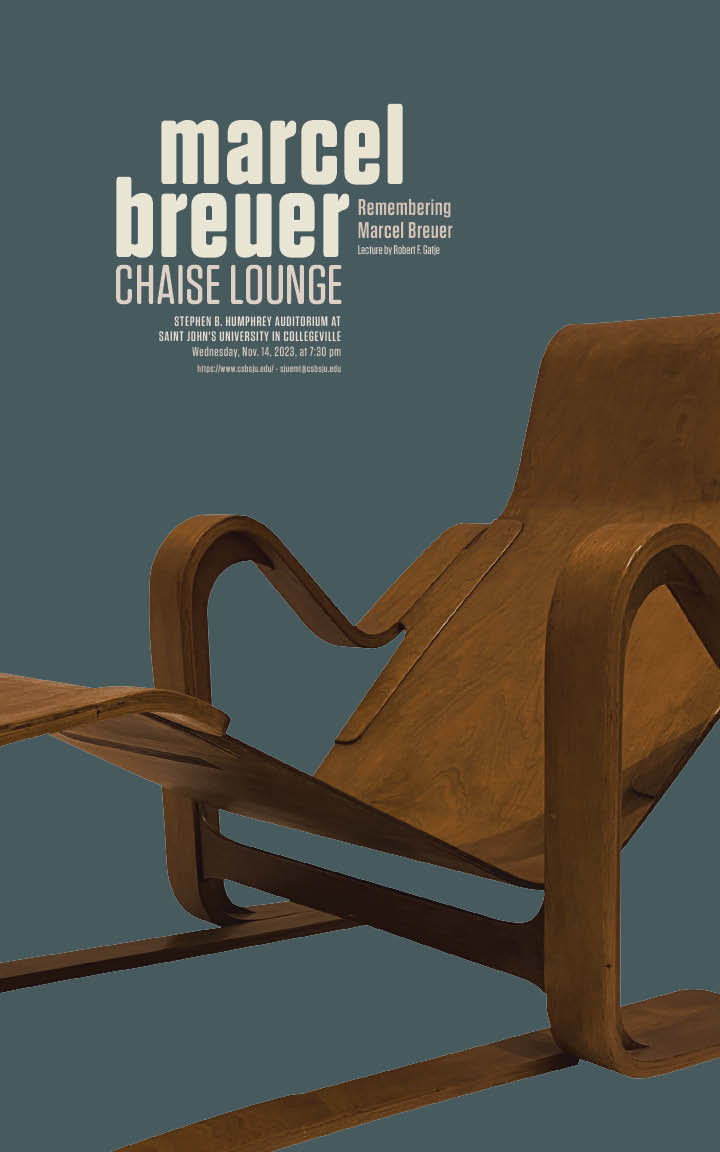 marcel
breuer
Remembering
Marcel Breuer
Lecture by Robert F. Gatje
CHAISE LOUNGE
STEPHEN B. HUMPHREY AUDITORIUM AT
SAINT JOHN'S UNIVERSITY IN COLLEGEVILLE
Wednesday, Nov. 14, 2023, at 7:30 pm
https://www.csbsju.edu/ - sjuemt@csbsju.edu